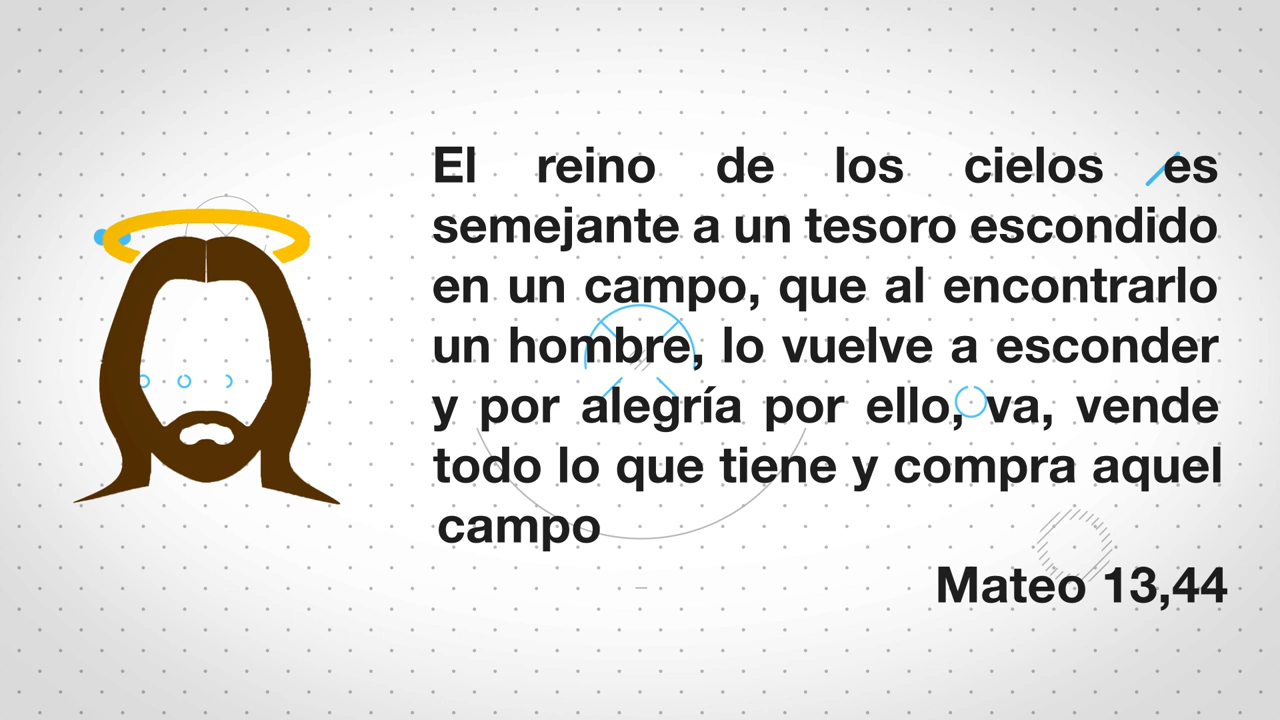 El reino de los cielos es
semejante a un tesoro escondido
en un campo, que al encontrarlo
un hombre, lo vuelve a esconder
y por alegría por ello, va, vende
todo lo que tiene y compra aquel
campo
Mateo 13,44